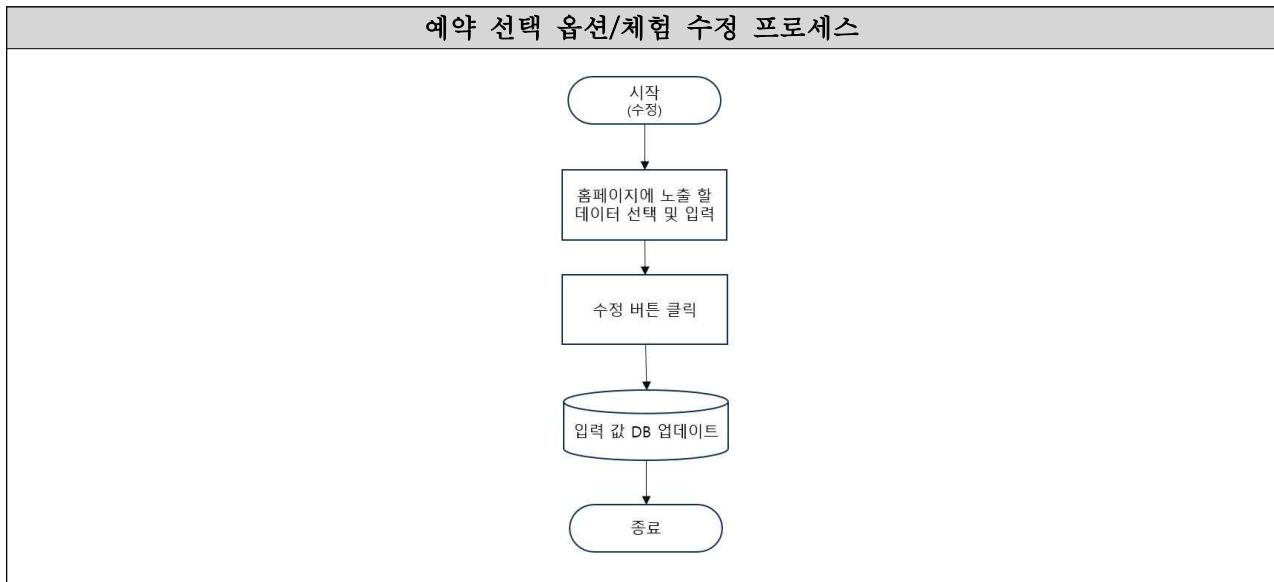 예약 선택 옵션/체험 수정 프로세스
시작
(수정)
홈페이지에 노출 할
데이터 선택 및 입력
수정 버튼 클릭
입력 값 DB 업데이트
종료